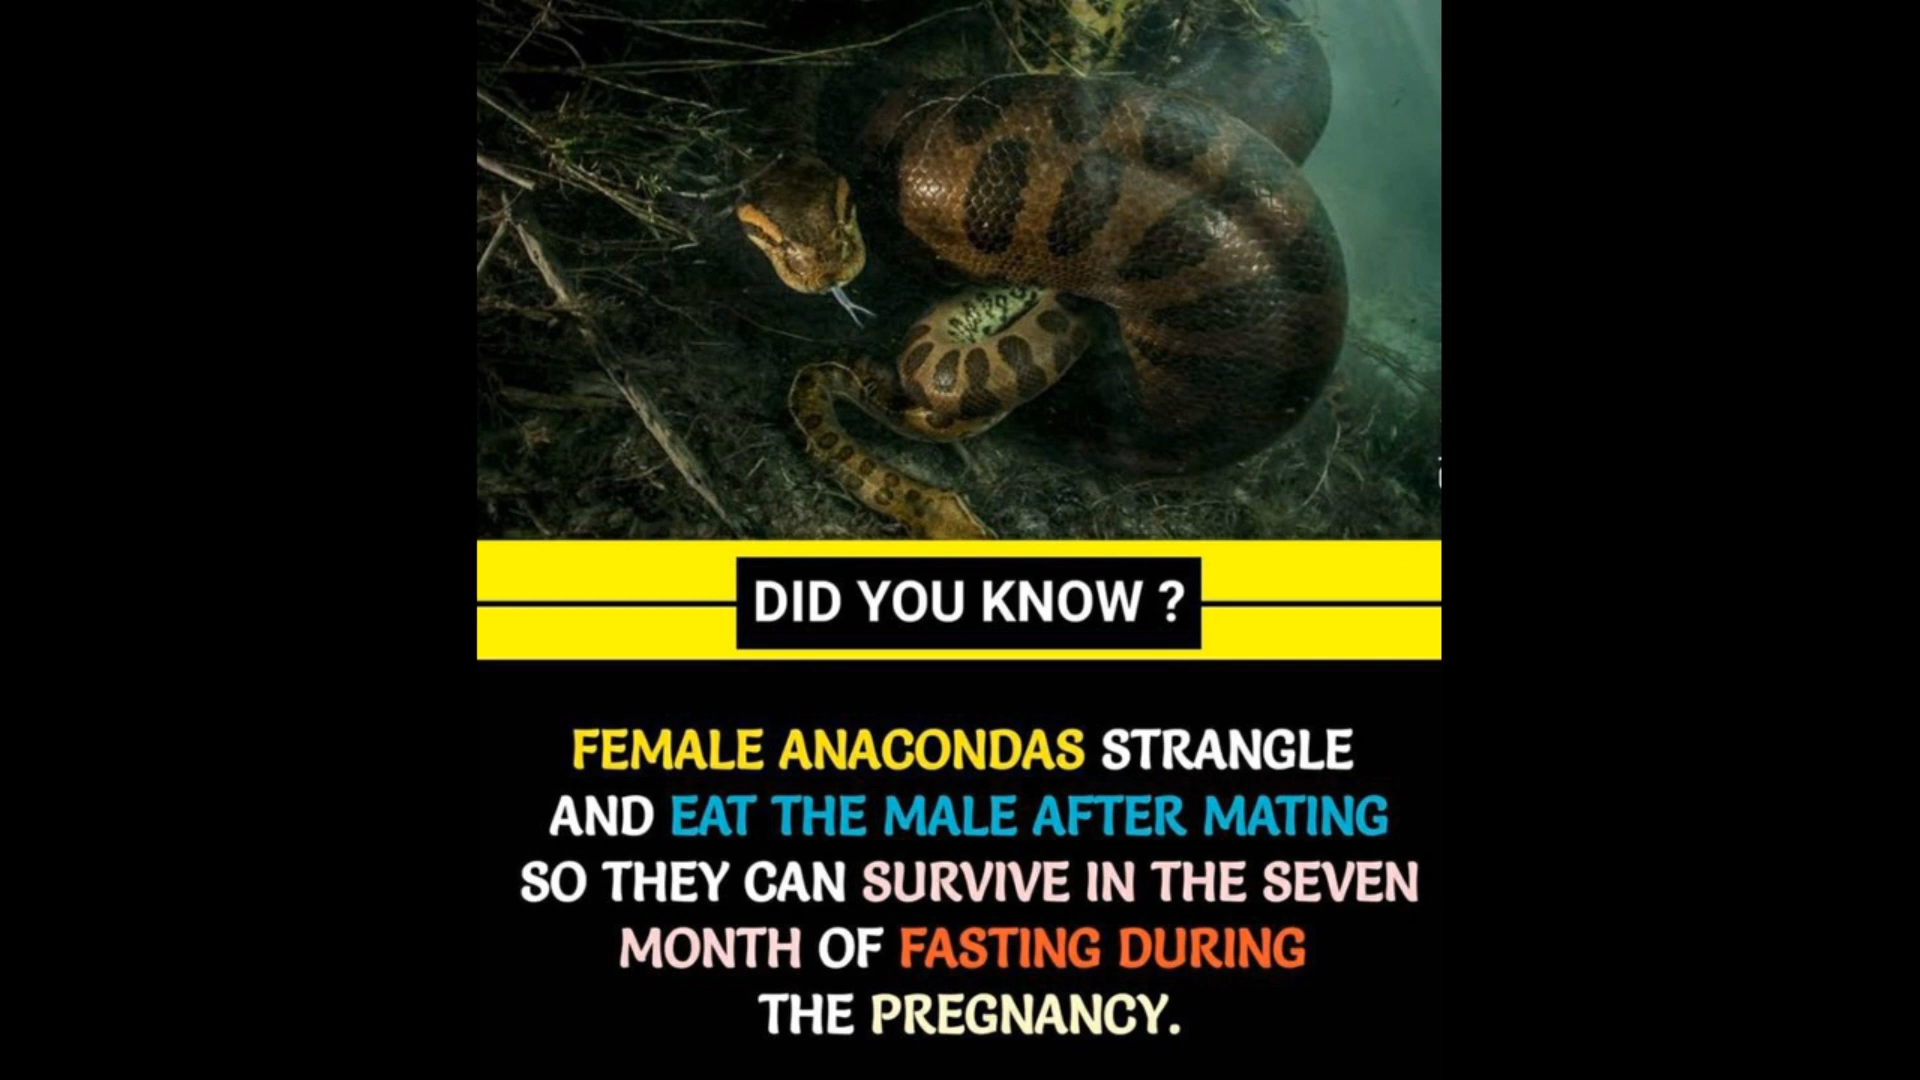 DID YOU KNOW ?
FEMALE ANACONDAS STRANGLE
AND EAT THE MALE AFTER MATING
SO THEY CAN SURVIVE IN THE SEVEN
MONTH OF FASTING DURING
THE PREGNANCY.